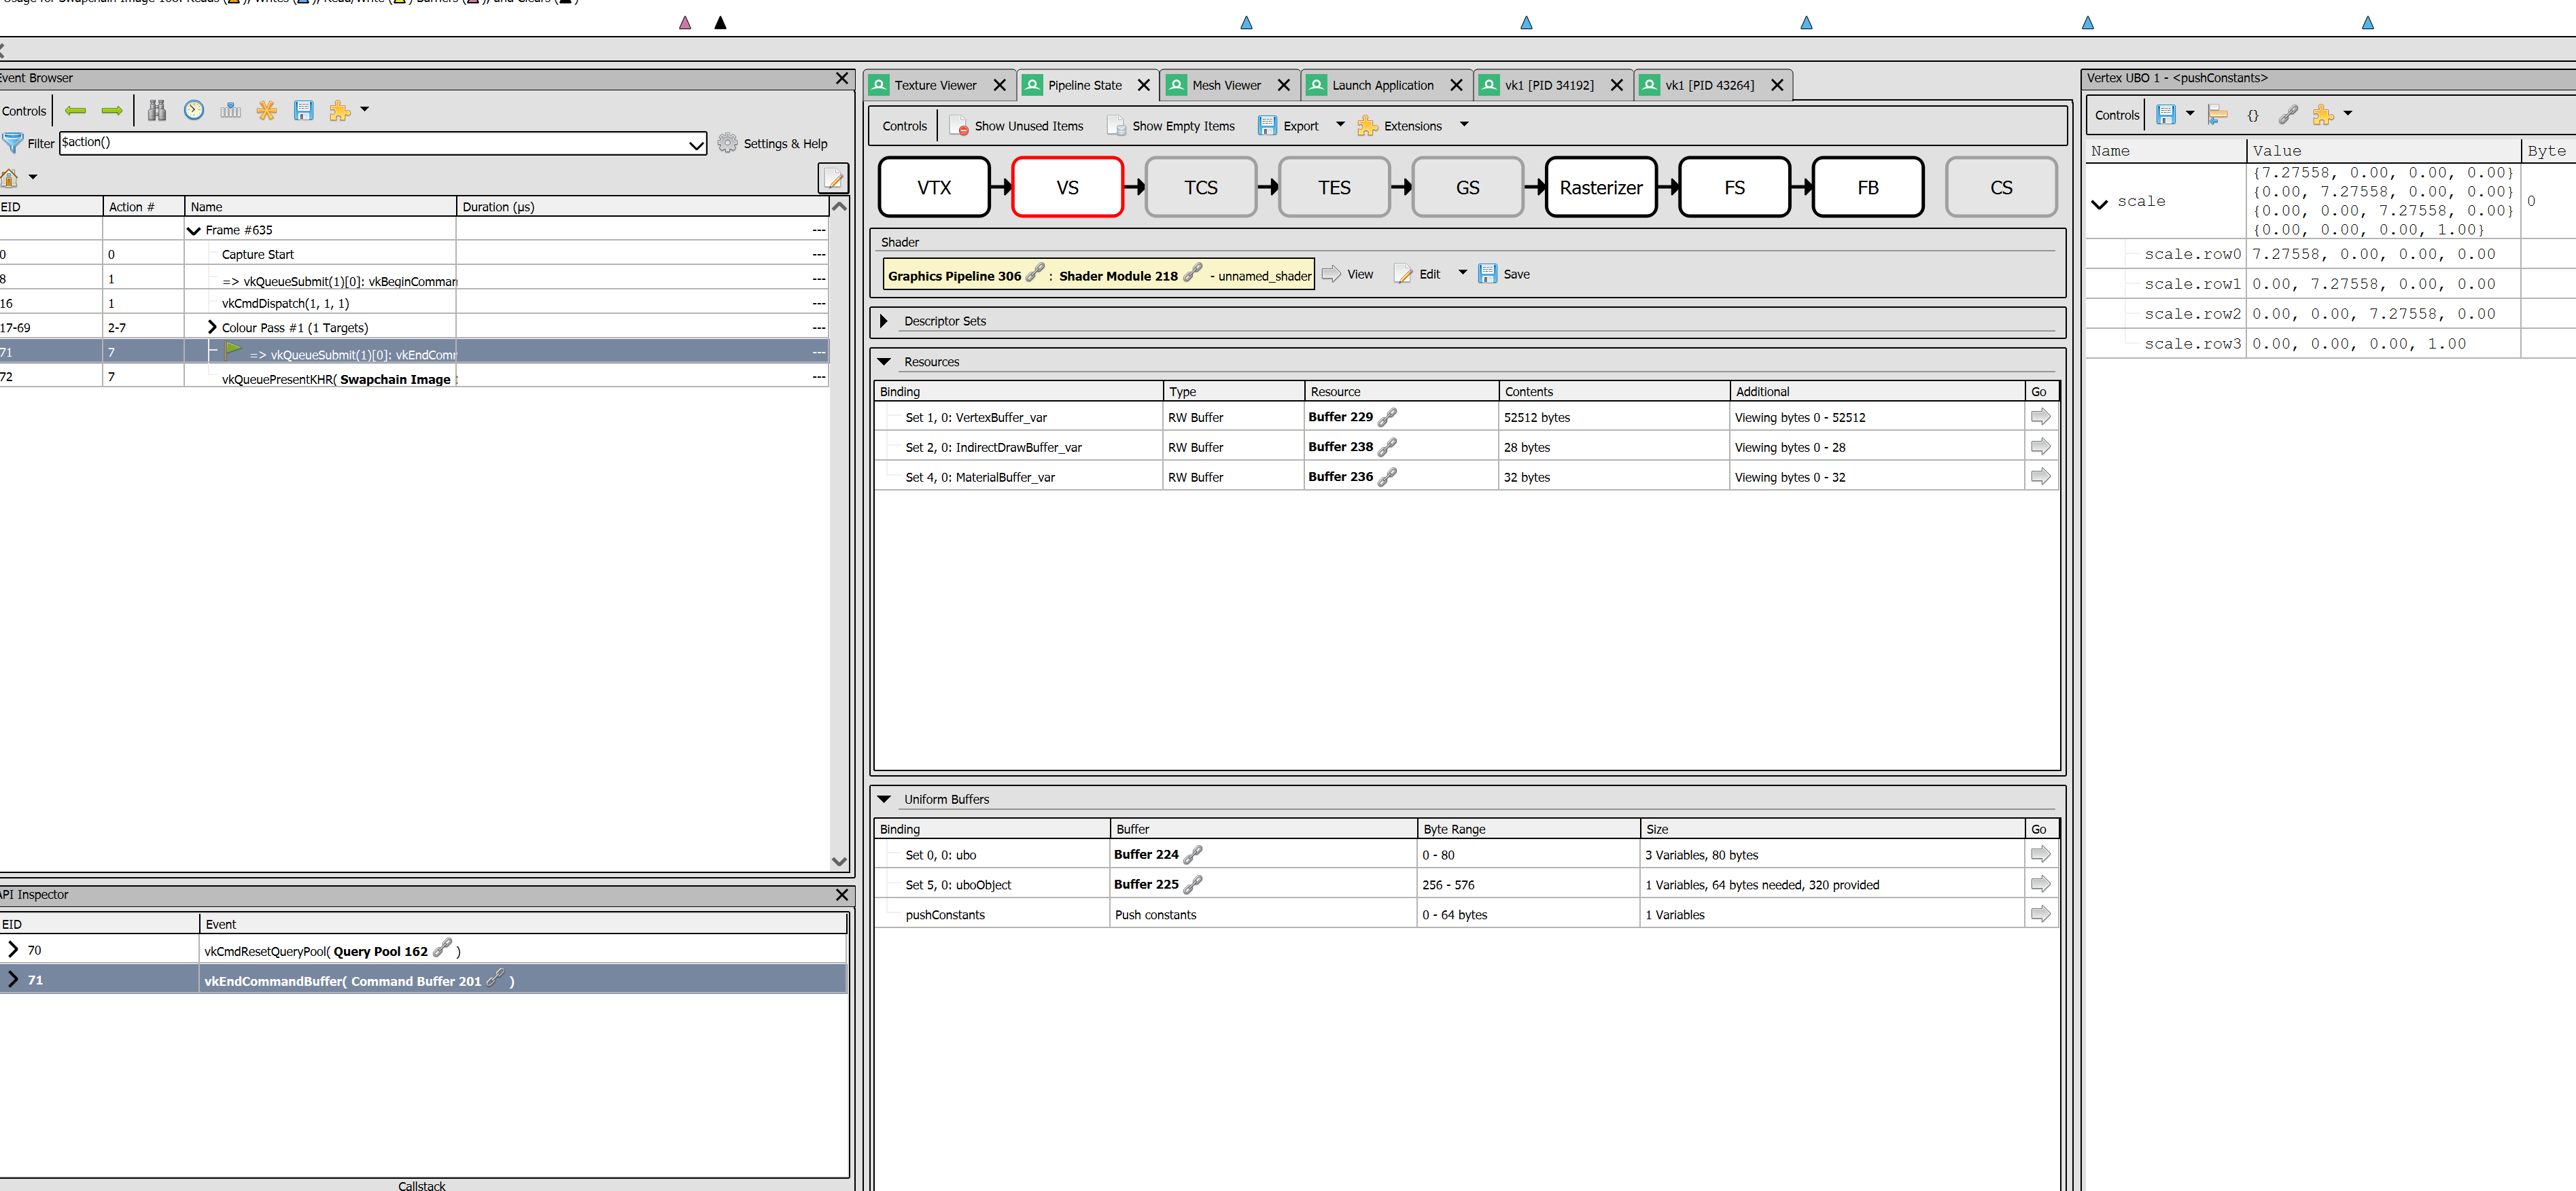 Usage for Swapchain Image 160: Reads ( ), Writes ( ), Read/Write ( ) Barriers ( ), and Clears ( )
Event Browser
Controls
Filter $action() Settings & Help
EID Action # Name Duration (µs)
Frame #635 ---
0 0 Capture Start ---
8 1 => vkQueueSubmit(1)[0]: vkBeginComman ---
16 1 vkCmdDispatch(1, 1, 1) ---
17-69 2-7 Colour Pass #1 (1 Targets) ---
71 7 => vkQueueSubmit(1)[0]: vkEndComm ---
72 7 vkQueuePresentKHR( Swapchain Image ---
API Inspector
EID Event
70 vkCmdResetQueryPool( Query Pool 162 )
71 vkEndCommandBuffer( Command Buffer 201 )
Callstack
Texture Viewer Pipeline State Mesh Viewer Launch Application vk1 [PID 34192] vk1 [PID 43264]
Controls Show Unused Items Show Empty Items Export Extensions
VTX VS TCS TES GS Rasterizer FS FB CS
Shader
Graphics Pipeline 306 : Shader Module 218 - unnamed_shader View Edit Save
Descriptor Sets
Resources
Binding Type Resource Contents Additional Go
Set 1, 0: VertexBuffer_var RW Buffer Buffer 229 52512 bytes Viewing bytes 0 - 52512
Set 2, 0: IndirectDrawBuffer_var RW Buffer Buffer 238 28 bytes Viewing bytes 0 - 28
Set 4, 0: MaterialBuffer_var RW Buffer Buffer 236 32 bytes Viewing bytes 0 - 32
Uniform Buffers
Binding Buffer Byte Range Size Go
Set 0, 0: ubo Buffer 224 0 - 80 3 Variables, 80 bytes
Set 5, 0: uboObject Buffer 225 256 - 576 1 Variables, 64 bytes needed, 320 provided
pushConstants Push constants 0 - 64 bytes 1 Variables
Vertex UBO 1 - <pushConstants>
Controls {}
Name Value Byte
{7.27558, 0.00, 0.00, 0.00}
{0.00, 7.27558, 0.00, 0.00}
scale 0
{0.00, 0.00, 7.27558, 0.00}
{0.00, 0.00, 0.00, 1.00}
scale.row0 7.27558, 0.00, 0.00, 0.00
scale.row1 0.00, 7.27558, 0.00, 0.00
scale.row2 0.00, 0.00, 7.27558, 0.00
scale.row3 0.00, 0.00, 0.00, 1.00